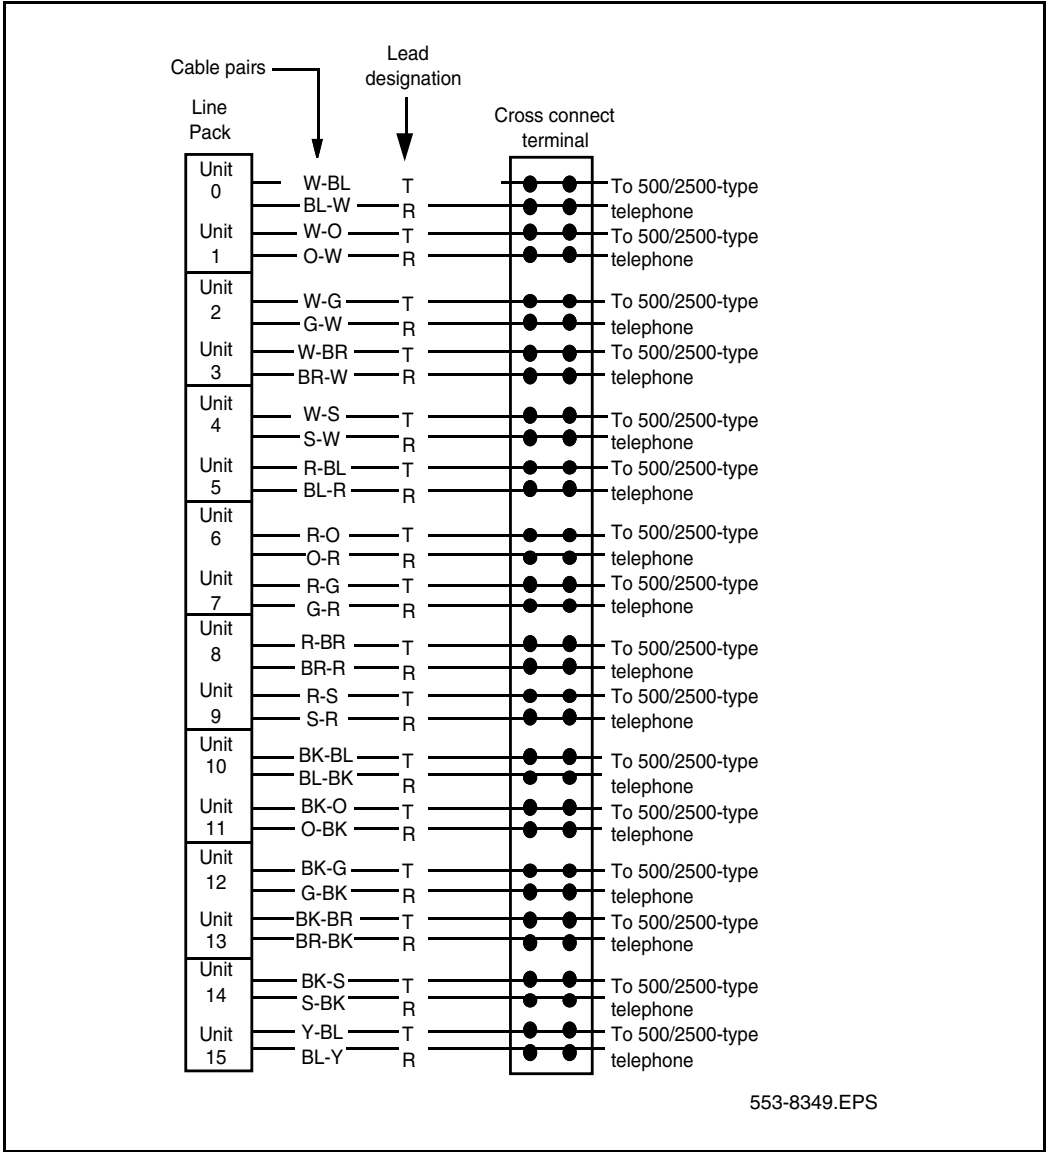 Cable pairs
Lead
designation
Line
Pack
Cross connect
terminal
Unit
0
W-BL T To 500/2500-type
BL-W R telephone
Unit
1
W-O T To 500/2500-type
O-W R telephone
Unit
2
W-G T To 500/2500-type
G-W R telephone
Unit
3
W-BR T To 500/2500-type
BR-W R telephone
Unit
4
W-S T To 500/2500-type
S-W R telephone
Unit
5
R-BL T To 500/2500-type
BL-R R telephone
Unit
6
R-O T To 500/2500-type
O-R R telephone
Unit
7
R-G T To 500/2500-type
G-R R telephone
Unit
8
R-BR T To 500/2500-type
BR-R R telephone
Unit
9
R-S T To 500/2500-type
S-R R telephone
Unit
10
BK-BL T To 500/2500-type
BL-BK R telephone
Unit
11
BK-O T To 500/2500-type
O-BK R telephone
Unit
12
BK-G T To 500/2500-type
G-BK R telephone
Unit
13
BK-BR T To 500/2500-type
BR-BK R telephone
Unit
14
BK-S T To 500/2500-type
S-BK R telephone
Unit
15
Y-BL T To 500/2500-type
BL-Y R telephone
553-8349.EPS